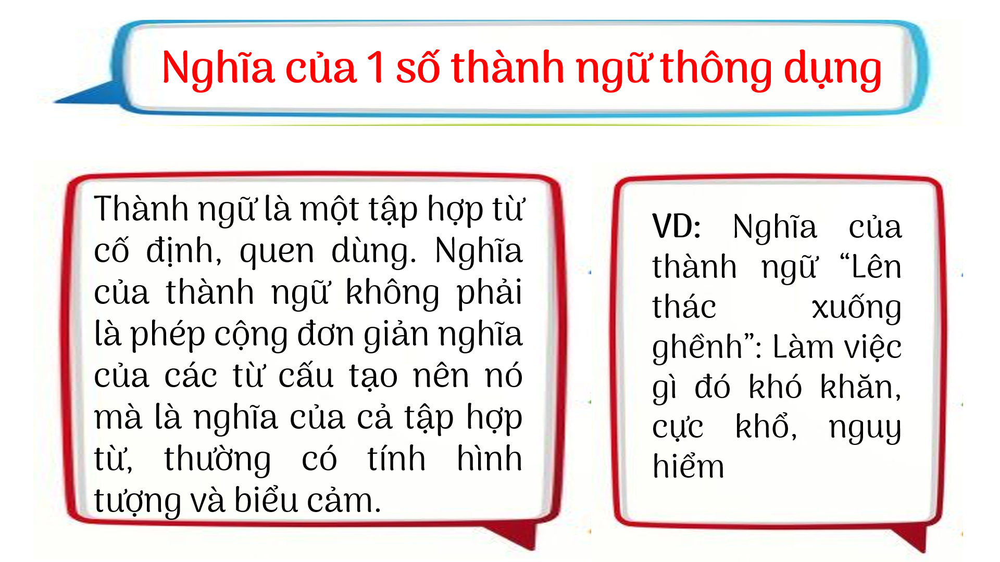 Nghĩa của 1 số thành ngữ thông dụng
Thành ngữ là một tập hợp từ
cố định, quen dùng. Nghĩa
của thành ngữ không phải
là phép cộng đơn giản nghĩa
của các từ cấu tạo nên nó
mà là nghĩa của cả tập hợp
từ, thường có tính hình
tượng và biểu cảm.
VD: Nghĩa của
thành ngữ “Lên
thác xuống
ghềnh”: Làm việc
gì đó khó khăn,
cực khổ, nguy
hiểm